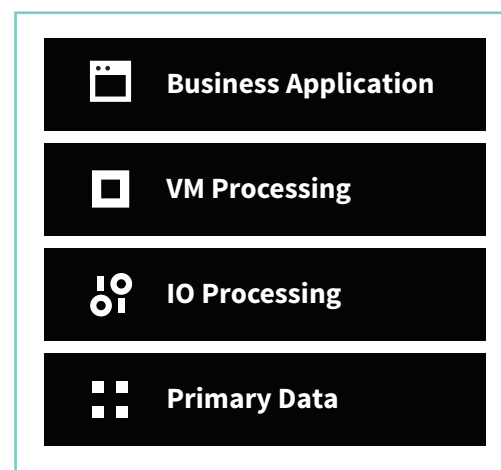 Business Application
VM Processing
IO Processing
Primary Data